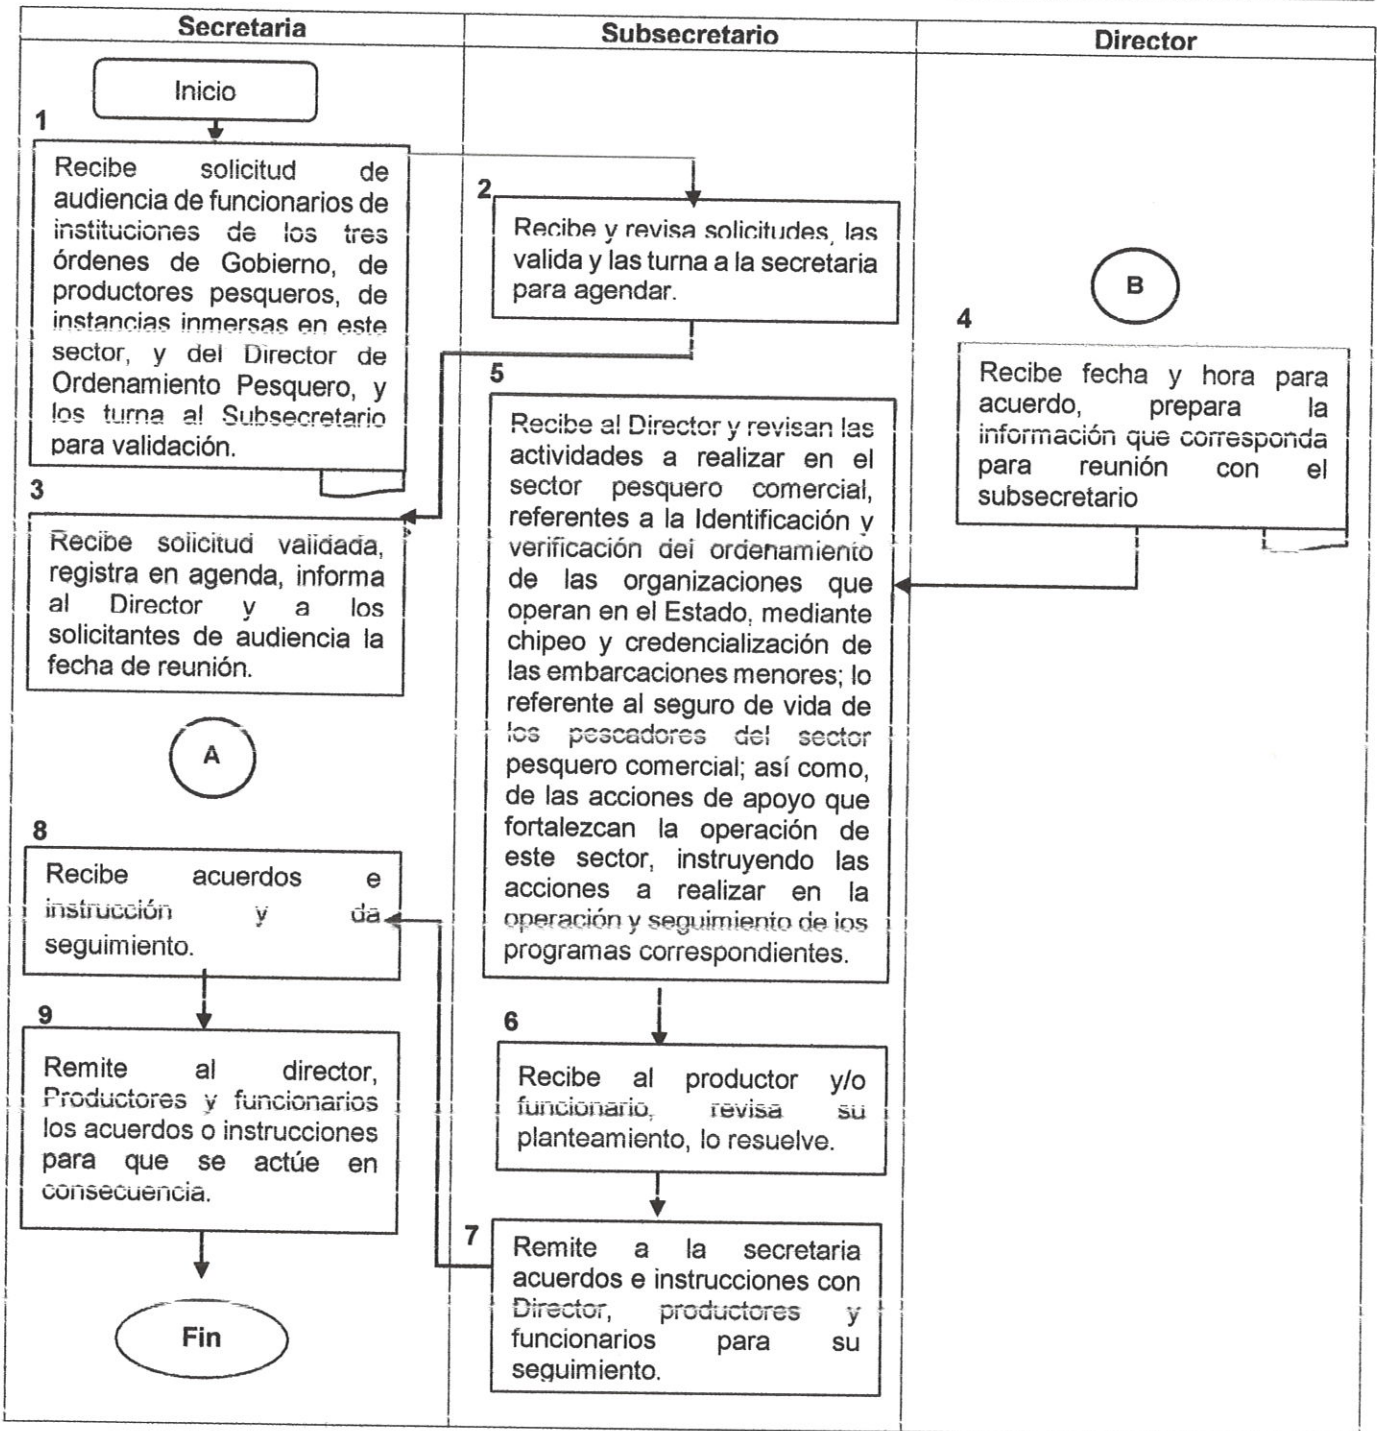 Secretaria
Subsecretario
Director
Inicio
1
Recibe solicitud de
audiencia de funcionarios de
instituciones de los tres
órdenes de Gobierno, de
productores pesqueros, de
instancias inmersas en este
sector, y del Director de
Ordenamiento Pesquero, y
los turna al Subsecretario
para validación.
2
Recibe y revisa solicitudes, las
valida y las turna a la secretaria
para agendar.
B
3
Recibe solicitud validada,
registra en agenda, informa
al Director y a los
solicitantes de audiencia la
fecha de reunión.
A
4
Recibe fecha y hora para
acuerdo, prepara la
información que corresponda
para reunión con el
subsecretario
5
Recibe al Director y revisan las
actividades a realizar en el
sector pesquero comercial,
referentes a la Identificación y
verificación del ordenamiento
de las organizaciones que
operan en el Estado, mediante
chipeo y credencialización de
las embarcaciones menores; lo
referente al seguro de vida de
los pescadores del sector
pesquero comercial; así como,
de las acciones de apoyo que
fortalezcan la operación de
este sector, instruyendo las
acciones a realizar en la
operación y seguimiento de los
programas correspondientes.
6
Recibe al productor y/o
funcionario, revisa su
planteamiento, lo resuelve.
7
Remite a la secretaria
acuerdos e instrucciones con
Director, productores y
funcionarios para su
seguimiento.
8
Recibe acuerdos e
instrucción y da
seguimiento.
9
Remite al director,
Productores y funcionarios
los acuerdos o instrucciones
para que se actúe en
consecuencia.
Fin